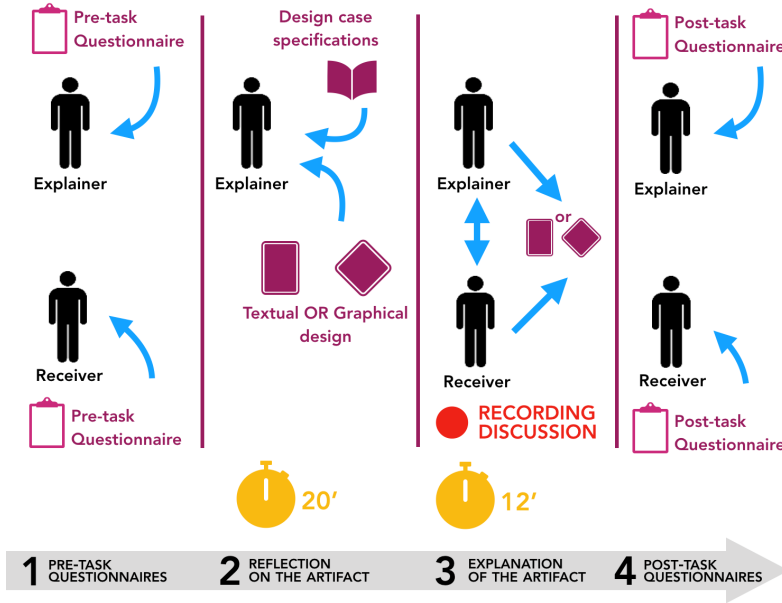 Pre-task
Questionnaire
Explainer
Receiver
Pre-task
Questionnaire
Design case
specifications
Explainer
Textual OR Graphical
design
20′
Explainer
or
Receiver
RECORDING
DISCUSSION
12′
Post-task
Questionnaire
Explainer
Receiver
Post-task
Questionnaire
1 PRE-TASK
QUESTIONNAIRES
2 REFLECTION
ON THE ARTIFACT
3 EXPLANATION
OF THE ARTIFACT
4 POST-TASK
QUESTIONNAIRES